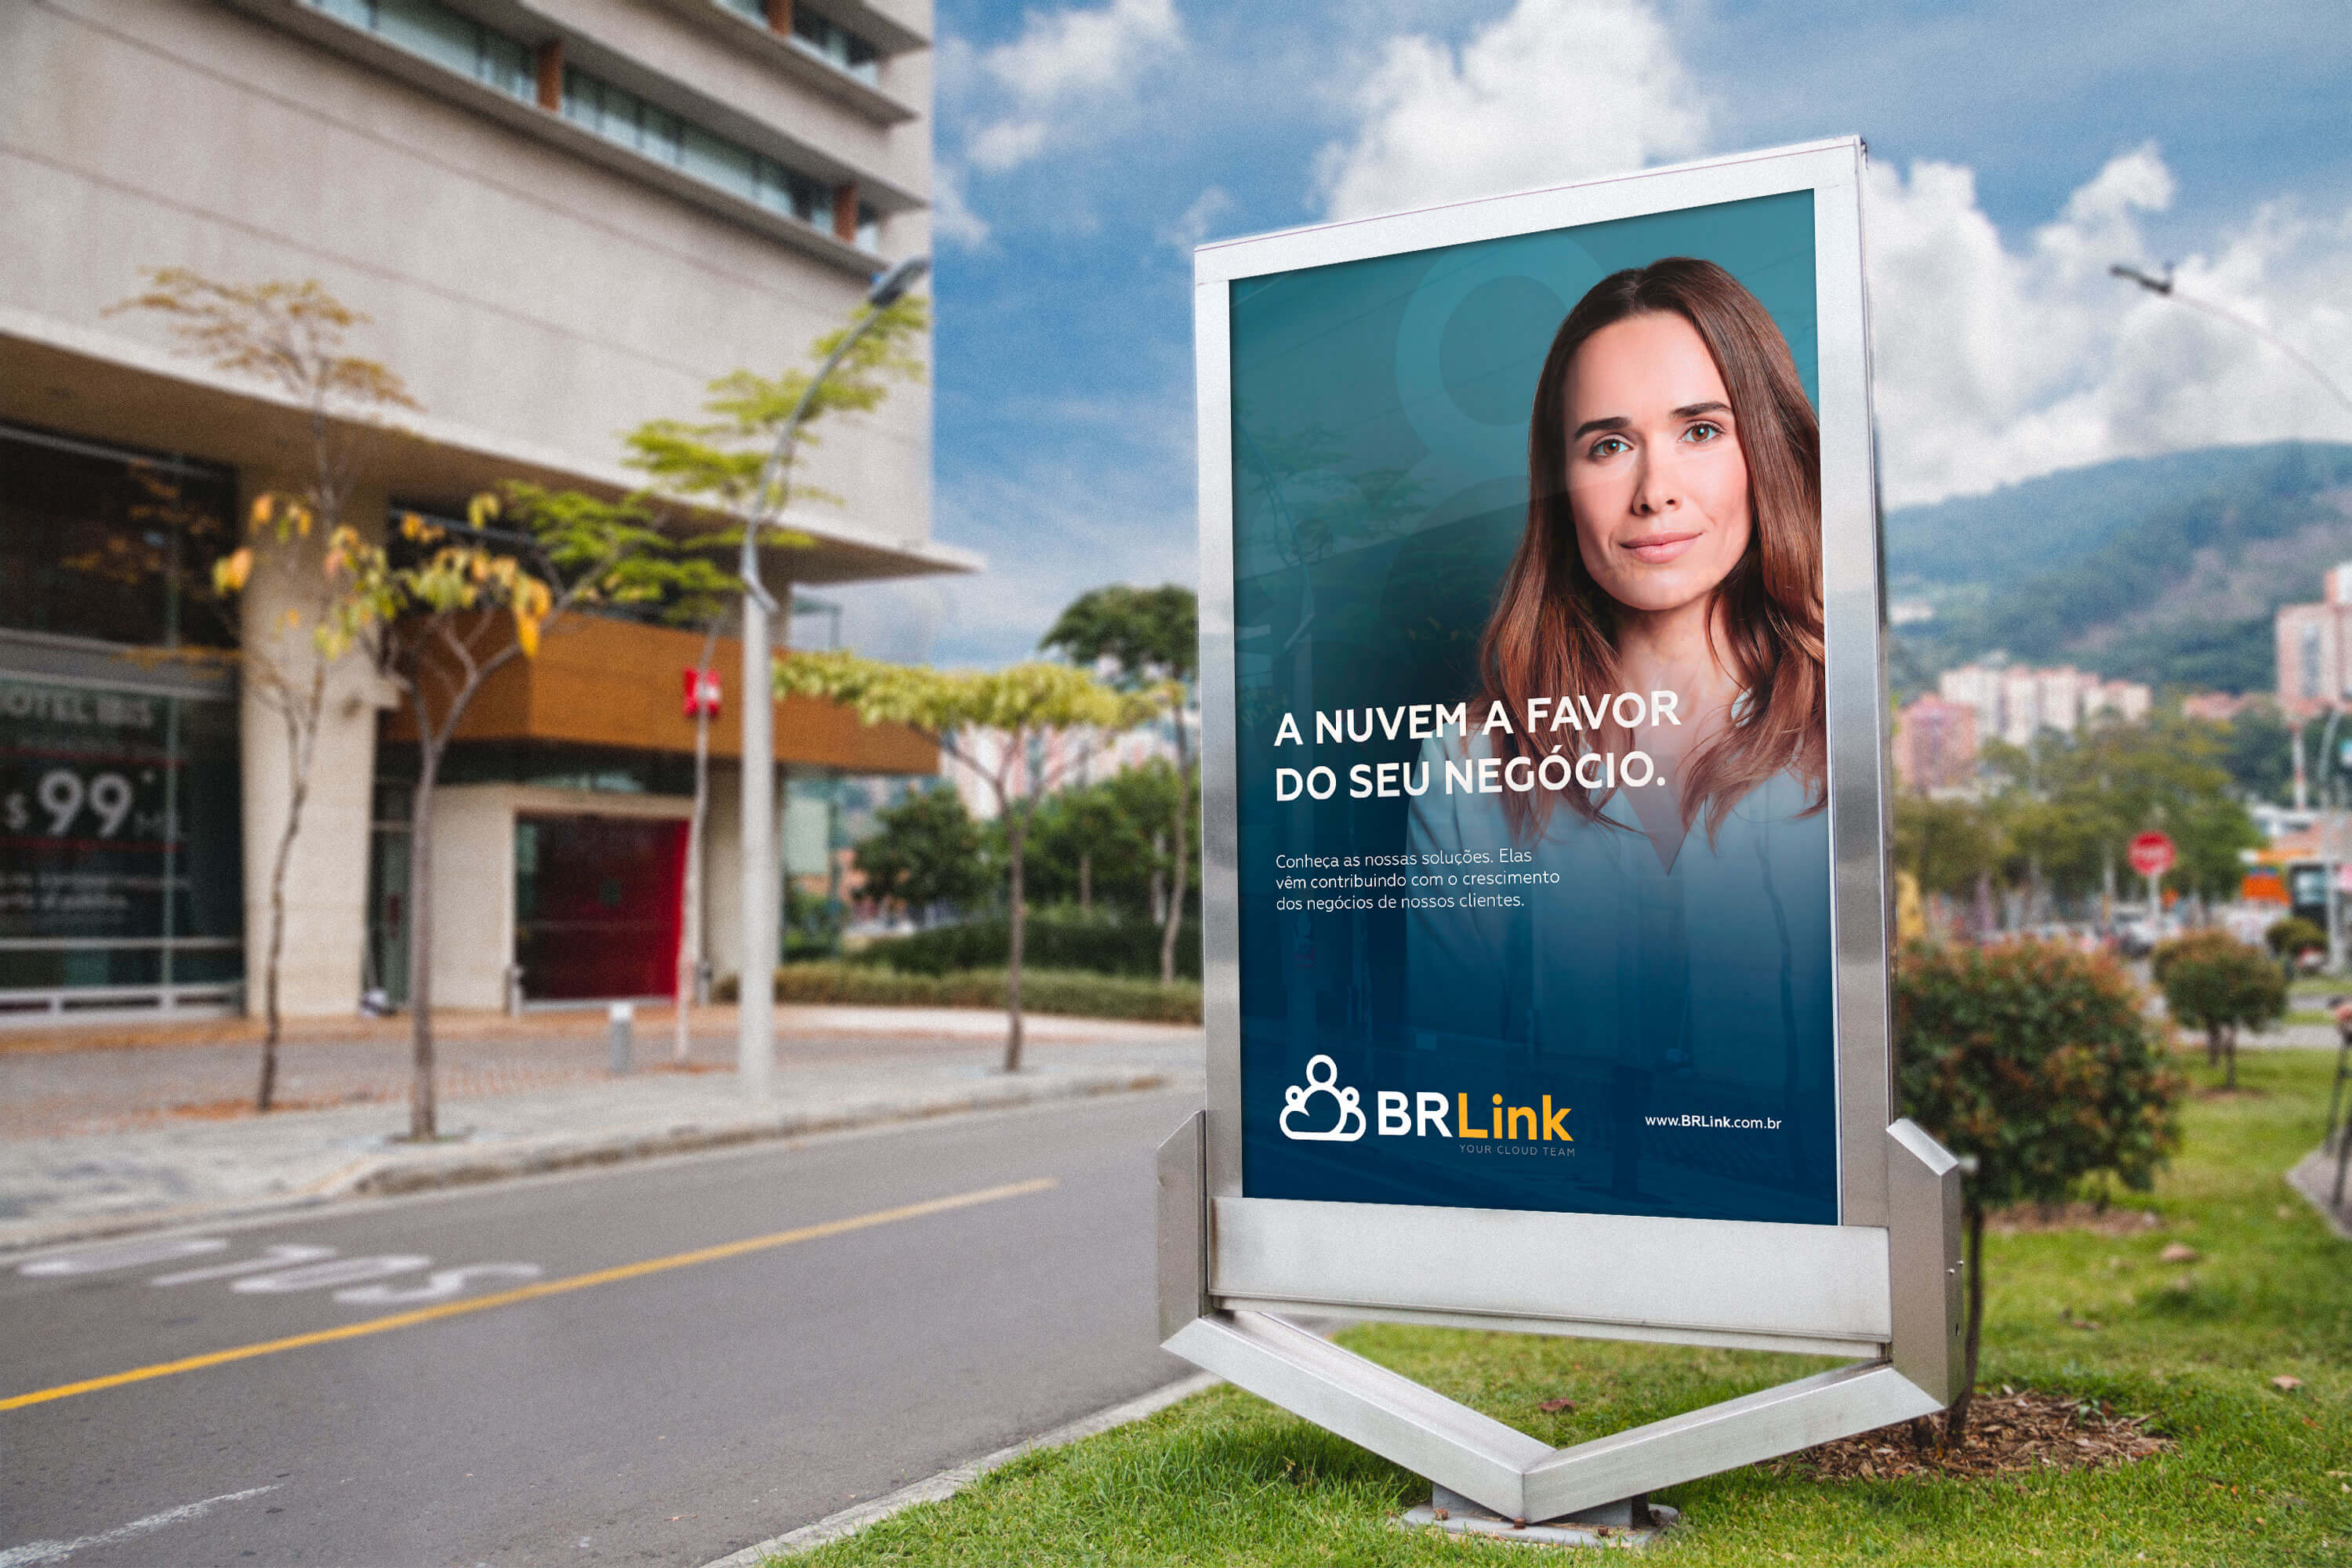 HOTEL IBIS
$ 99
A NUVEM A FAVOR
DO SEU NEGÓCIO.
Conheça as nossas soluções. Elas
vêm contribuindo com o crescimento
dos negócios de nossos clientes.
BRLink
YOUR CLOUD TEAM
www.BRLink.com.br